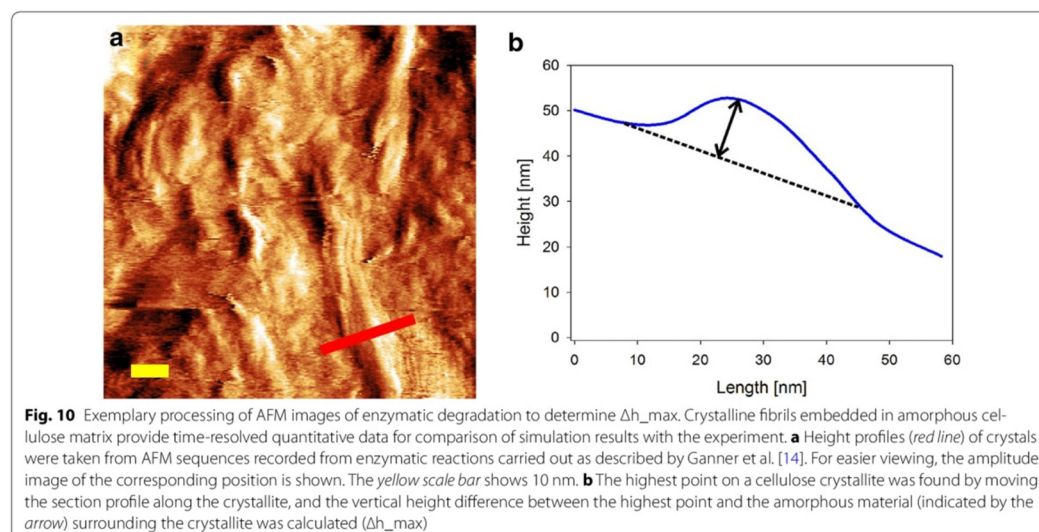 a
b
60
50
40
30
20
10
0
Height [nm]
0 10 20 30 40 50 60
Length [nm]
Fig. 10 Exemplary processing of AFM images of enzymatic degradation to determine Δh_max. Crystalline fibrils embedded in amorphous cel-
lulose matrix provide time-resolved quantitative data for comparison of simulation results with the experiment. a Height profiles (red line) of crystals
were taken from AFM sequences recorded from enzymatic reactions carried out as described by Ganner et al. [14]. For easier viewing, the amplitude
image of the corresponding position is shown. The yellow scale bar shows 10 nm. b The highest point on a cellulose crystallite was found by moving
the section profile along the crystallite, and the vertical height difference between the highest point and the amorphous material (indicated by the
arrow) surrounding the crystallite was calculated (Δh_max)